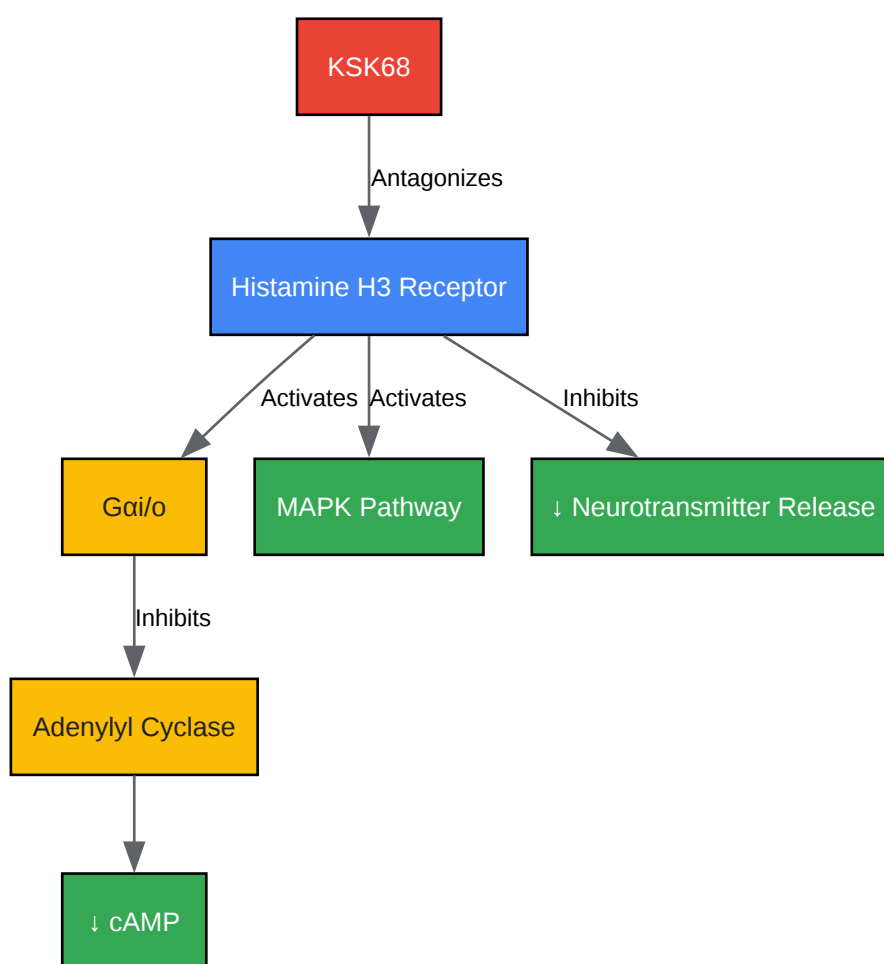 KSK68
Antagonizes
Histamine H3 Receptor
Activates
Activates
Inhibits
Gαi/o
MAPK Pathway
↓ Neurotransmitter Release
Inhibits
Adenylyl Cyclase
↓ cAMP